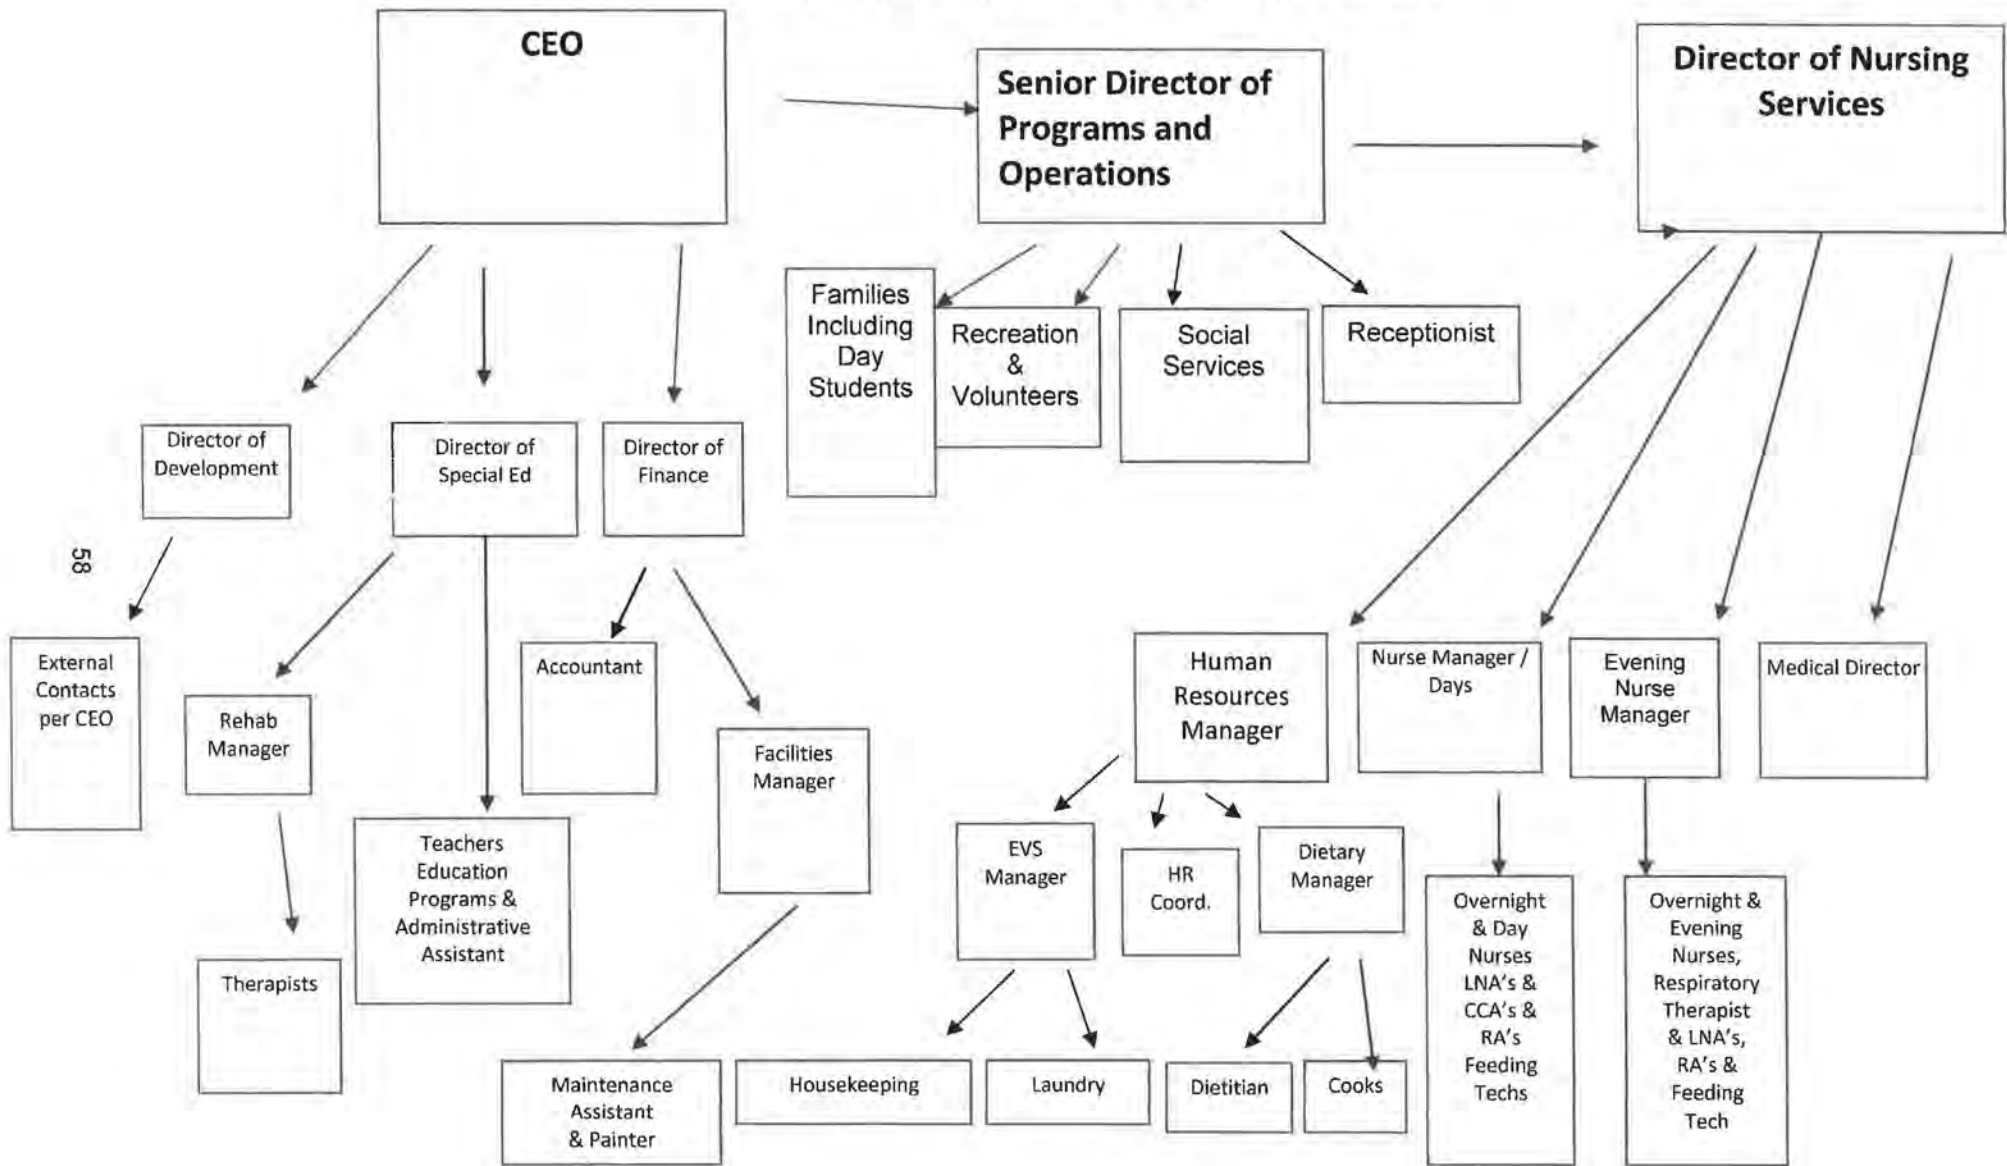 CEO
Senior Director of
Programs and
Operations
Director of Nursing
Services
Families
Including
Day
Students
Recreation
&
Volunteers
Social
Services
Receptionist
Director of
Development
Director of
Special Ed
Director of
Finance
58
External
Contacts
per CEO
Rehab
Manager
Accountant
Facilities
Manager
Human
Resources
Manager
Nurse Manager /
Days
Evening
Nurse
Manager
Medical Director
Teachers
Education
Programs &
Administrative
Assistant
EVS
Manager
HR
Coord.
Dietary
Manager
Overnight
& Day
Nurses
LNA's &
CCA's &
RA's
Feeding
Techs
Overnight &
Evening
Nurses,
Respiratory
Therapist
& LNA's,
RA's &
Feeding
Tech
Therapists
Maintenance
Assistant
& Painter
Housekeeping
Laundry
Dietitian
Cooks